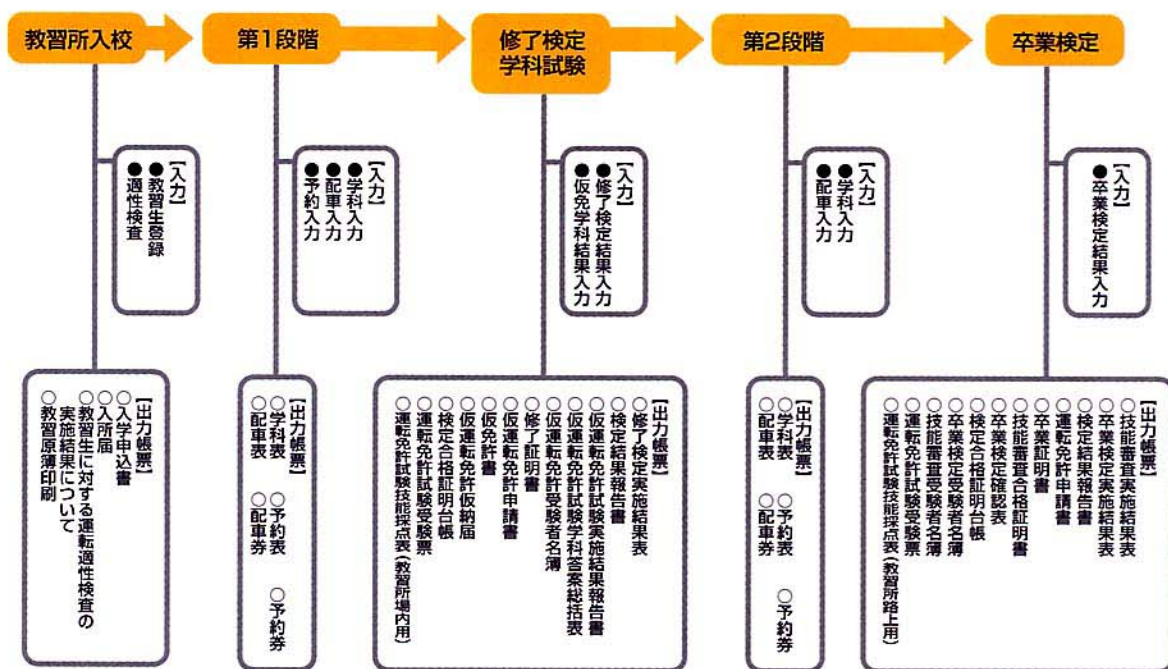 教習所入校
第1段階
修了検定
学科試験
第2段階
卒業検定
【入力】
●教習生登録
●適性検査
【入力】
●学科入力
●配車入力
●予約入力
【入力】
●修了検定結果入力
●仮免学科結果入力
【入力】
●学科入力
●配車入力
【入力】
●卒業検定結果入力
【出力帳票】
○入学申込書
○入所届
○教習生に対する運転適性検査の
実施結果について
○教習原簿印刷
【出力帳票】
○学科表 ○予約表 ○予約券
○配車表 ○配車券
【出力帳票】
○修了検定実施結果表
○検定結果報告書
○仮運転免許試験実施結果報告書
○仮運転免許試験学科答案総括表
○仮運転免許受験者名簿
○修了証明書
○仮運転免許申請書
○仮免許書
○仮運転免許仮納届
○検定合格証明台帳
○運転免許試験受験票
○運転免許試験技能採点表(教習所場内用)
【出力帳票】
○学科表 ○予約表 ○予約券
○配車表 ○配車券
【出力帳票】
○技能審査実施結果表
○卒業検定実施結果表
○検定結果報告書
○運転免許申請書
○卒業証明書
○技能審査合格証明書
○卒業検定確認表
○検定合格証明台帳
○卒業検定受験者名簿
○技能審査受験者名簿
○運転免許試験受験票
○運転免許試験技能採点表(教習所路上用)